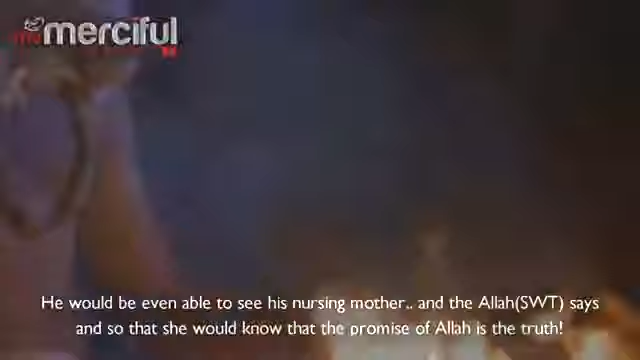 merciful
He would be even able to see his nursing mother.. and the Allah(SWT) says
and so that she would know that the promise of Allah is the truth!